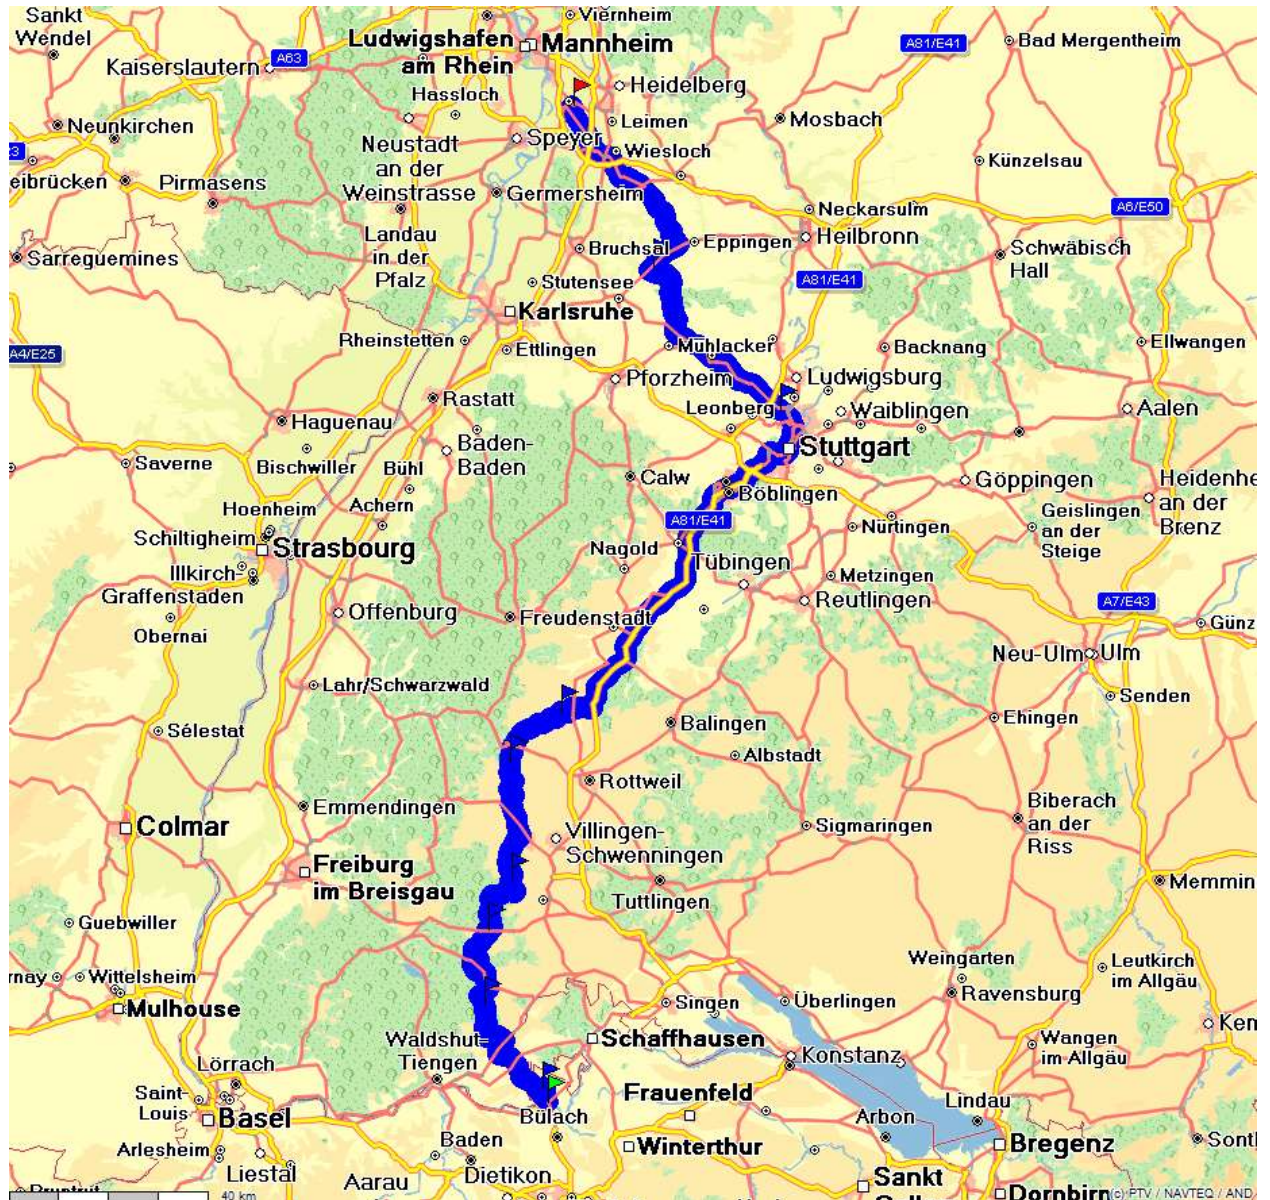 Sankt
Wendel
Viernheim
Ludwigshafen
am Rhein
Mannheim
A81/E41
Bad Mergentheim
A63
Kaiserslautern
Hassloch
Heidelberg
Neunkirchen
Neustadt
an der
Weinstrasse
Speyer
Leimen
Mosbach
Wiesloch
Künzelsau
eibrücken
Pirmasens
Germersheim
Neckarsulm
A6/E50
Landau
in der
Pfalz
Bruchsal
Eppingen
Heilbronn
Schwäbisch
Hall
Sarreguemines
Stutensee
A81/E41
Karlsruhe
A4/E25
Rheinstetten
Ettlingen
Mühlacker
Backnang
Ellwangen
Pforzheim
Ludwigsburg
Rastatt
Leonberg
Waiblingen
Aalen
Haguenau
Baden-
Baden
Stuttgart
Saverne
Bischwiller
Bühl
Calw
Böblingen
Göppingen
Heidenhe
an der
Brenz
Hoenheim
Achern
A81/E41
Nürtingen
Geislingen
an der
Steige
Schiltigheim
Strasbourg
Nagold
Tübingen
Illkirch-
Graffenstaden
Metzingen
Reutlingen
Obernai
Offenburg
Freudenstadt
A7/E43
Günz
Neu-Ulm
Ulm
Lahr/Schwarzwald
Senden
Sélestat
Balingen
Ehingen
Albstadt
Rottweil
Emmendingen
Biberach
an der
Riss
Colmar
Villingen-
Schwenningen
Sigmaringen
Freiburg
im Breisgau
Tuttlingen
Memmin
Guebwiller
Weingarten
Leutkirch
im Allgäu
rnay
Wittelsheim
Ravensburg
Mulhouse
Singen
Überlingen
Kem
Waldshut-
Tiengen
Schaffhausen
Wangen
im Allgäu
Lörrach
Konstanz
Saint-
Louis
Basel
Frauenfeld
Lindau
Bülach
Arbon
Arlesheim
Baden
Winterthur
Bregenz
Sontl
Liestal
Dietikon
Aarau
Sankt
Dornbirn
40 km
(c) PTV / NAVTEQ / AND